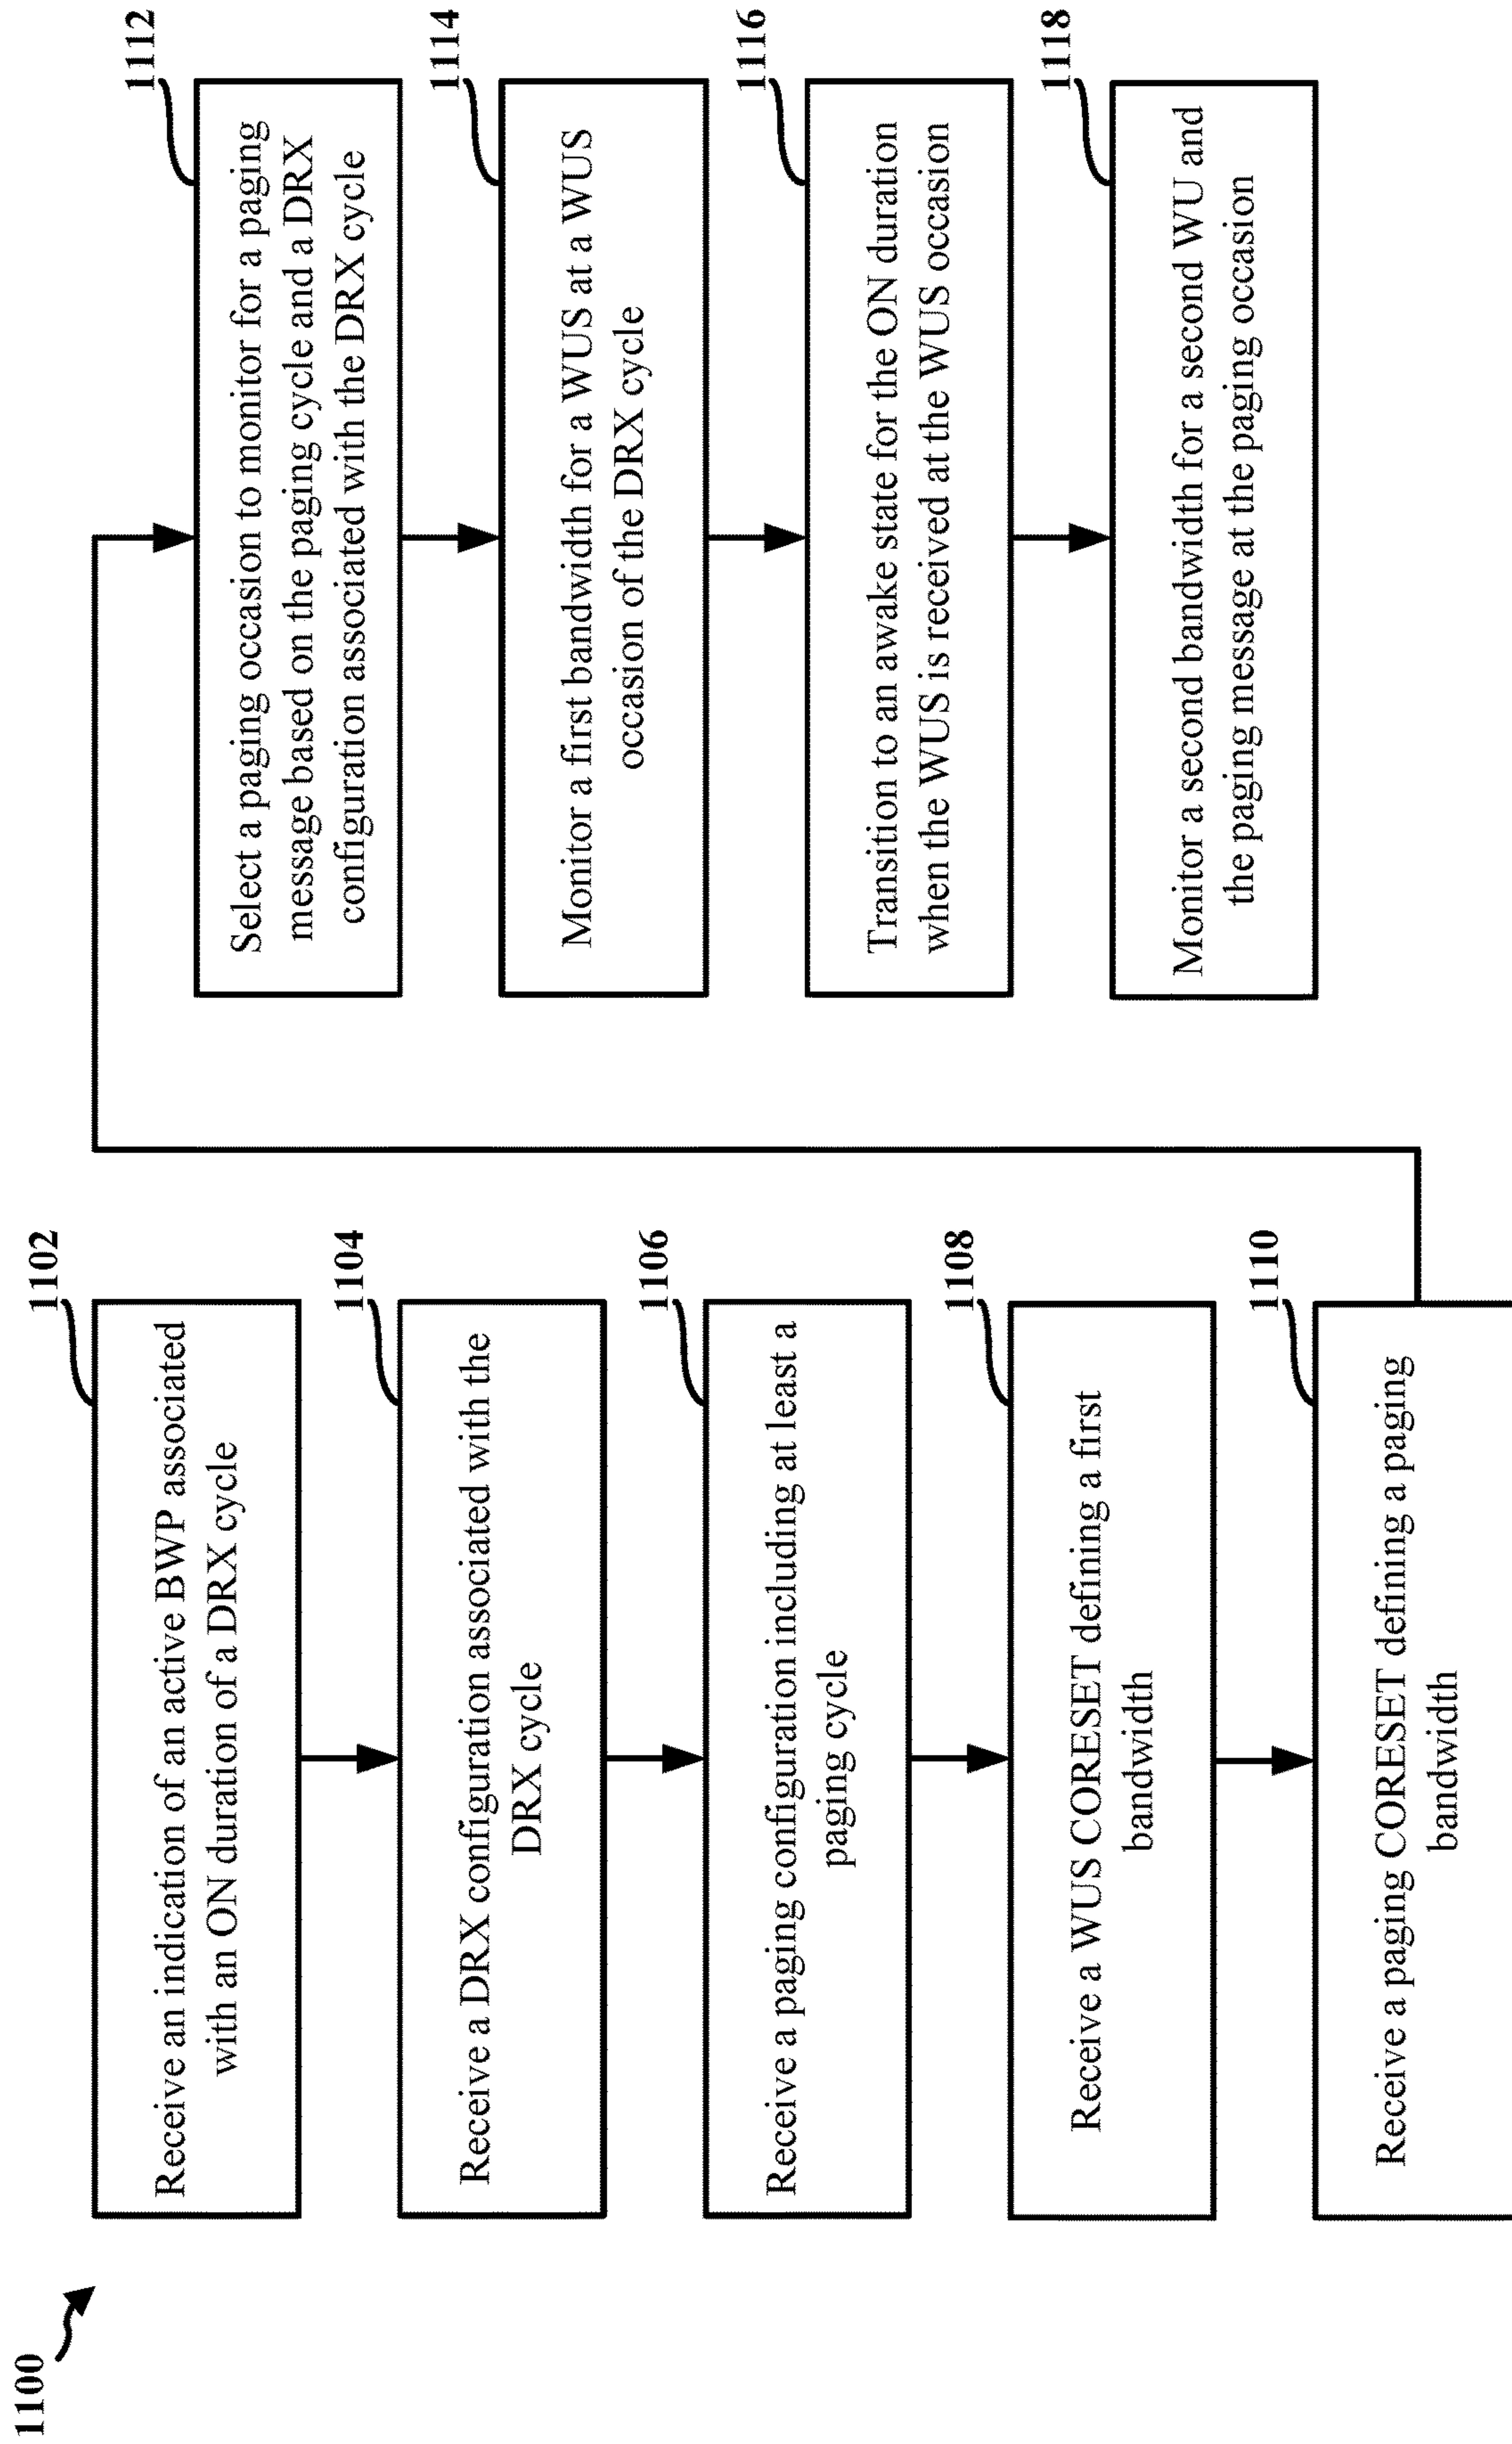 1100
1102
Receive an indication of an active BWP associated
with an ON duration of a DRX cycle
1104
Receive a DRX configuration associated with the
DRX cycle
1106
Receive a paging configuration including at least a
paging cycle
1108
Receive a WUS CORESET defining a first
bandwidth
1110
Receive a paging CORESET defining a paging
bandwidth
1112
Select a paging occasion to monitor for a paging
message based on the paging cycle and a DRX
configuration associated with the DRX cycle
1114
Monitor a first bandwidth for a WUS at a WUS
occasion of the DRX cycle
1116
Transition to an awake state for the ON duration
when the WUS is received at the WUS occasion
1118
Monitor a second bandwidth for a second WU and
the paging message at the paging occasion